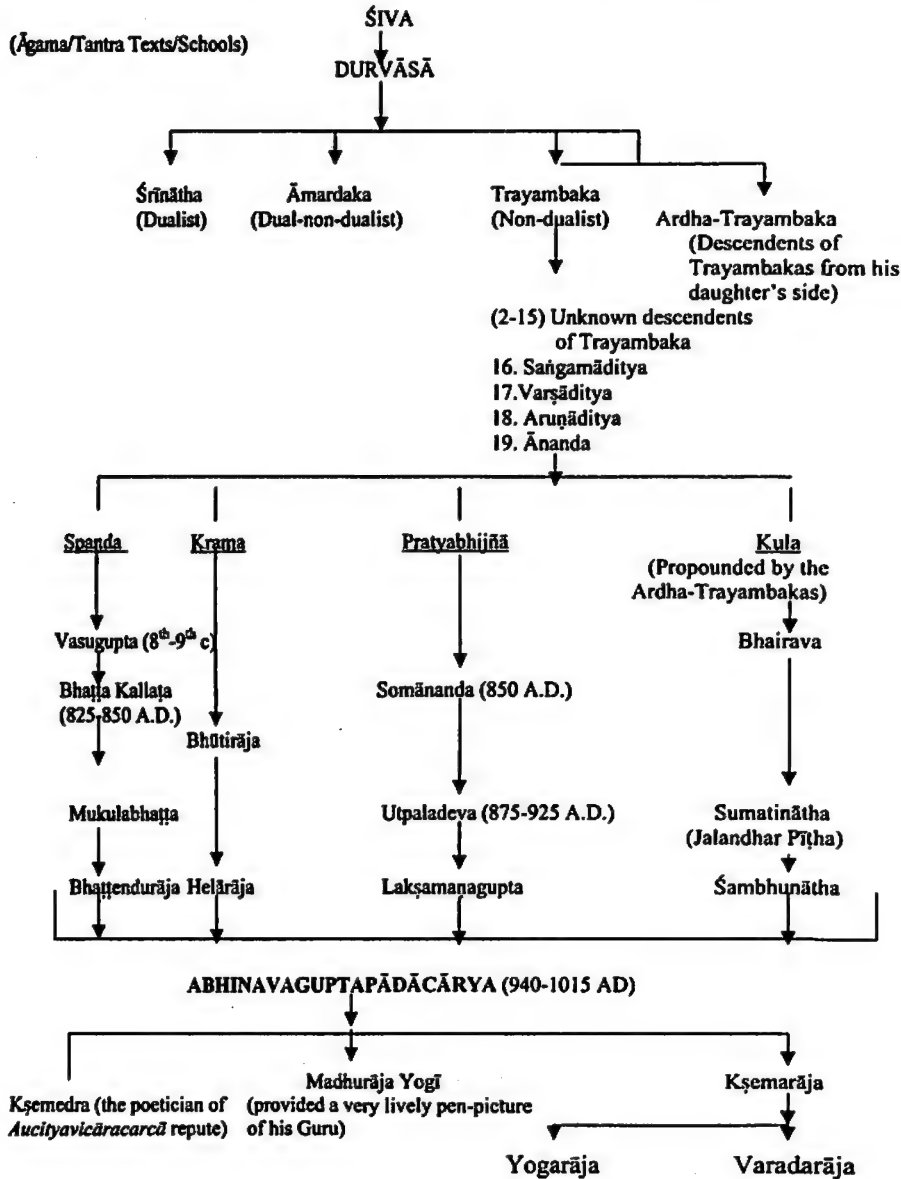 ŚIVA
(Āgama/Tantra Texts/Schools)
DURVĀSĀ
Śrīnātha
(Dualist)
Āmardaka
(Dual-non-dualist)
Trayambaka
(Non-dualist)
Ardha-Trayambaka
(Descendents of
Trayambakas from his
daughter's side)
(2-15) Unknown descendents
of Trayambaka
16. Saṅgamāditya
17.Varṣāditya
18. Aruṇāditya
19. Ānanda
Spanda
Krama
Pratyabhijñā
Kula
(Propounded by the
Ardha-Trayambakas)
Vasugupta (8th-9th c)
Bhairava
Bhaṭṭa Kallaṭa
(825-850 A.D.)
Somānanda (850 A.D.)
Bhūtirāja
Mukulabhaṭṭa
Utpaladeva (875-925 A.D.)
Sumatinātha
(Jalandhar Pīṭha)
Bhaṭṭendurāja
Helārāja
Lakṣamanagupta
Śambhunātha
ABHINAVAGUPTAPĀDĀCĀRYA (940-1015 AD)
Kṣemedra (the poetician of
Aucityavicāracarcā repute)
Madhurāja Yogī
(provided a very lively pen-picture
of his Guru)
Kṣemarāja
Yogarāja
Varadarāja